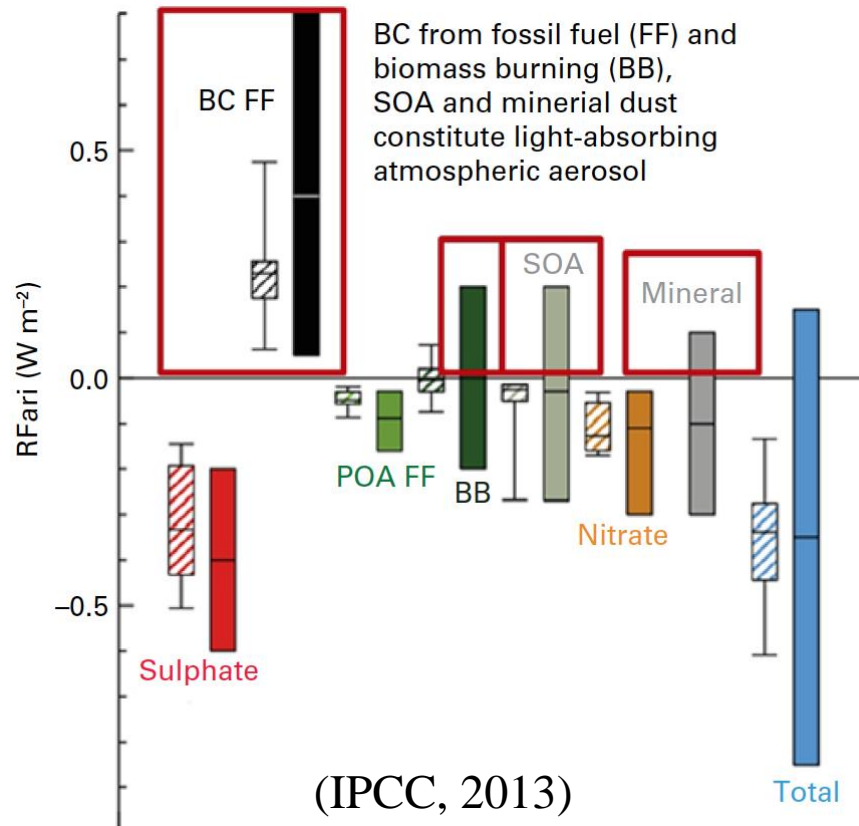 BC FF
BC from fossil fuel (FF) and
biomass burning (BB),
SOA and minerial dust
constitute light-absorbing
atmospheric aerosol
0.5
SOA
Mineral
0.0
RFari (W m⁻²)
POA FF
BB
Nitrate
−0.5
Sulphate
(IPCC, 2013)
Total